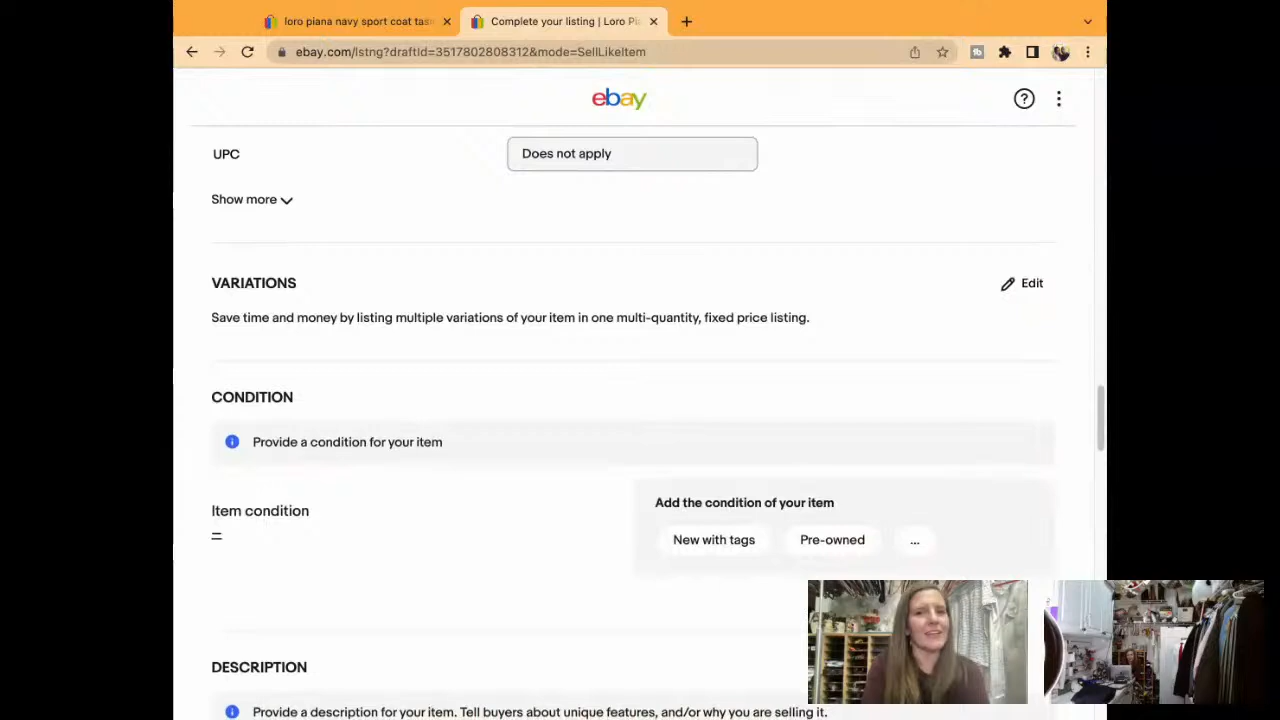 loro piana navy sport coat tasm
Complete your listing | Loro Pi
ebay.com/lstng?draftId=3517802808312&mode=SellLikeItem
ebay
UPC
Does not apply
Show more
VARIATIONS
Edit
Save time and money by listing multiple variations of your item in one multi-quantity, fixed price listing.
CONDITION
Provide a condition for your item
Item condition
Add the condition of your item
New with tags
Pre-owned
...
DESCRIPTION
Provide a description for your item. Tell buyers about unique features, and/or why you are selling it.